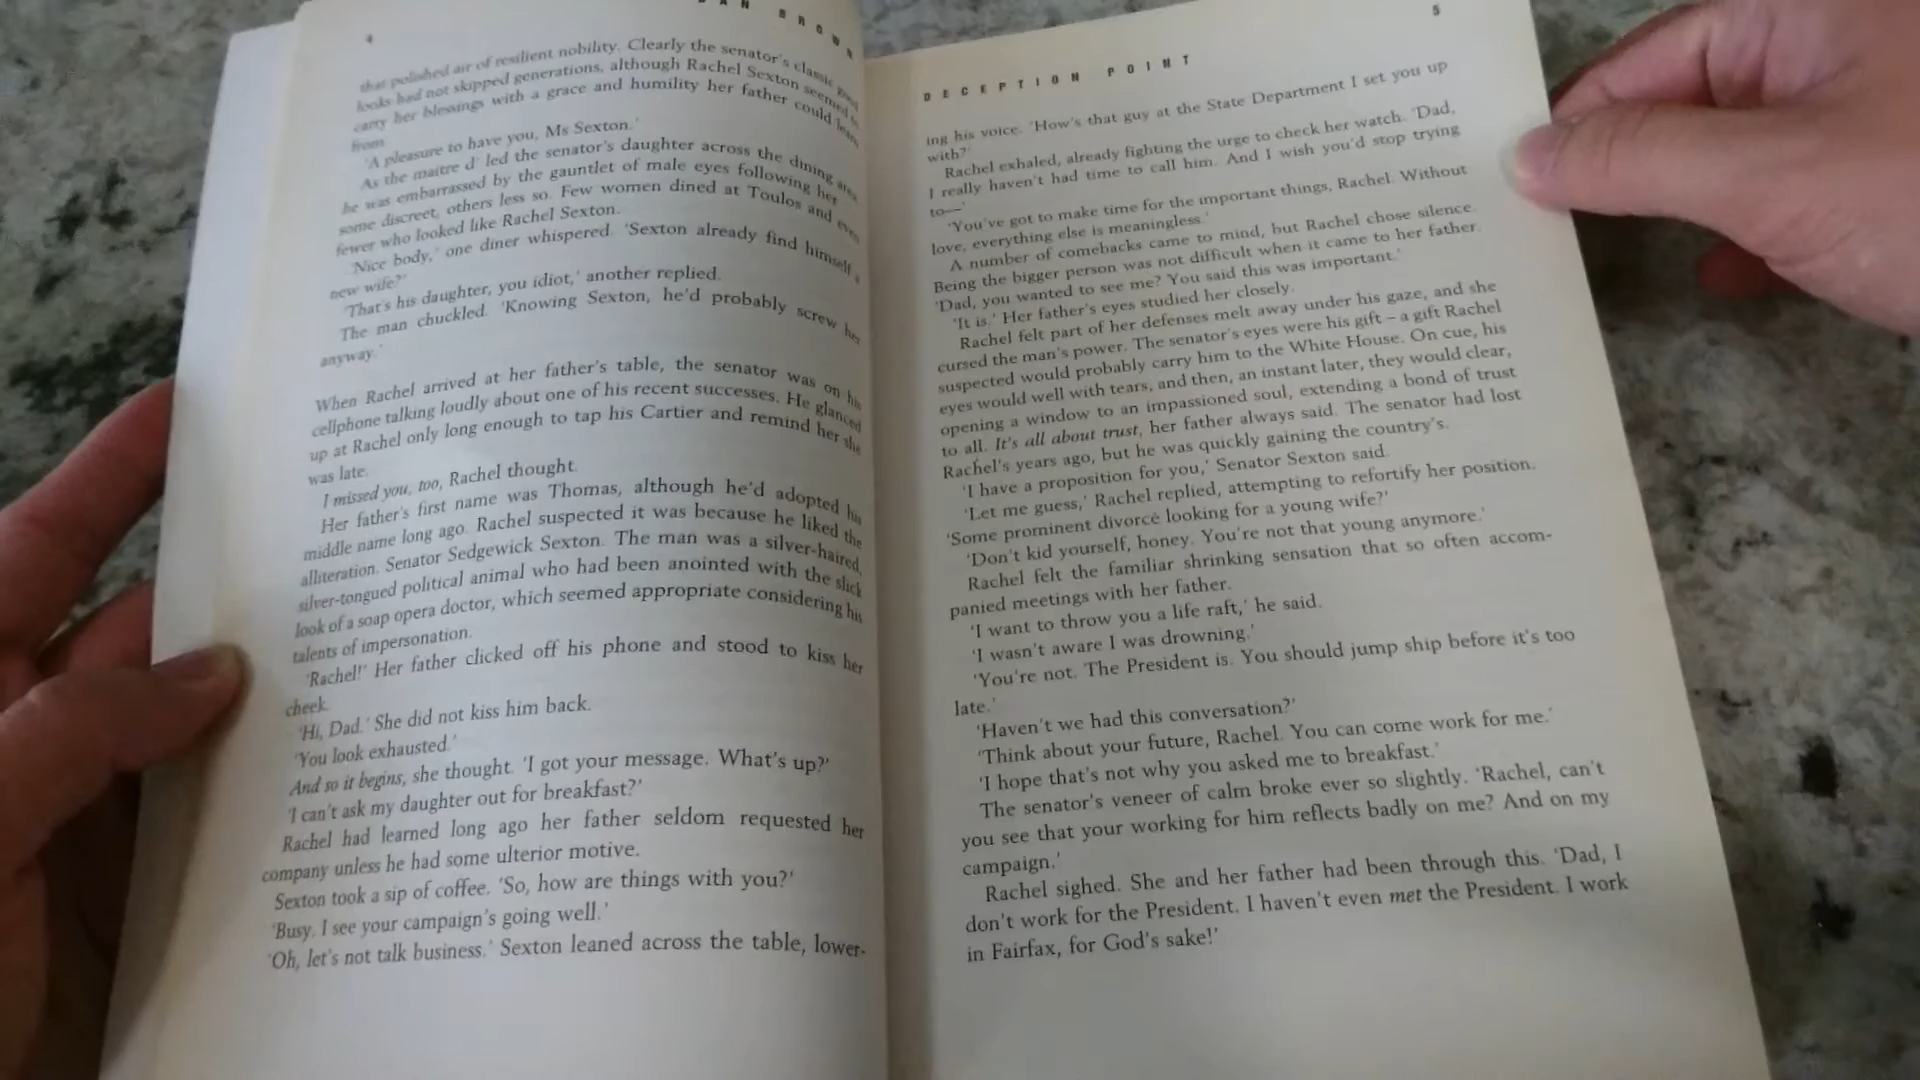 4
DAN BROWN
that polished air of resilient nobility. Clearly the senator's classic good
looks had not skipped generations, although Rachel Sexton seemed to
carry her blessings with a grace and humility her father could learn
from.
'A pleasure to have you, Ms Sexton.'
As the maître d' led the senator's daughter across the dining area,
he was embarrassed by the gauntlet of male eyes following her
some discreet, others less so. Few women dined at Toulos and even
fewer who looked like Rachel Sexton.
'Nice body,' one diner whispered. 'Sexton already find himself a
new wife?'
'That's his daughter, you idiot,' another replied.
The man chuckled. 'Knowing Sexton, he'd probably screw her
anyway.'
When Rachel arrived at her father's table, the senator was on his
cellphone talking loudly about one of his recent successes. He glanced
up at Rachel only long enough to tap his Cartier and remind her she
was late.
I missed you, too, Rachel thought.
Her father's first name was Thomas, although he'd adopted his
middle name long ago. Rachel suspected it was because he liked the
alliteration. Senator Sedgewick Sexton. The man was a silver-haired,
silver-tongued political animal who had been anointed with the slick
look of a soap opera doctor, which seemed appropriate considering his
talents of impersonation.
'Rachel!' Her father clicked off his phone and stood to kiss her
cheek.
'Hi, Dad.' She did not kiss him back.
'You look exhausted.'
And so it begins, she thought. 'I got your message. What's up?'
'I can't ask my daughter out for breakfast?'
Rachel had learned long ago her father seldom requested her
company unless he had some ulterior motive.
Sexton took a sip of coffee. 'So, how are things with you?'
'Busy. I see your campaign's going well.'
'Oh, let's not talk business.' Sexton leaned across the table, lower-
DECEPTION POINT
5
ing his voice. 'How's that guy at the State Department I set you up
with?'
Rachel exhaled, already fighting the urge to check her watch. 'Dad,
I really haven't had time to call him. And I wish you'd stop trying
to—'
'You've got to make time for the important things, Rachel. Without
love, everything else is meaningless.'
A number of comebacks came to mind, but Rachel chose silence.
Being the bigger person was not difficult when it came to her father.
'Dad, you wanted to see me? You said this was important.'
'It is.' Her father's eyes studied her closely.
Rachel felt part of her defenses melt away under his gaze, and she
cursed the man's power. The senator's eyes were his gift – a gift Rachel
suspected would probably carry him to the White House. On cue, his
eyes would well with tears, and then, an instant later, they would clear,
opening a window to an impassioned soul, extending a bond of trust
to all. It's all about trust, her father always said. The senator had lost
Rachel's years ago, but he was quickly gaining the country's.
'I have a proposition for you,' Senator Sexton said.
'Let me guess,' Rachel replied, attempting to refortify her position.
'Some prominent divorcé looking for a young wife?'
'Don't kid yourself, honey. You're not that young anymore.'
Rachel felt the familiar shrinking sensation that so often accom-
panied meetings with her father.
'I want to throw you a life raft,' he said.
'I wasn't aware I was drowning.'
'You're not. The President is. You should jump ship before it's too
late.'
'Haven't we had this conversation?'
'Think about your future, Rachel. You can come work for me.'
'I hope that's not why you asked me to breakfast.'
The senator's veneer of calm broke ever so slightly. 'Rachel, can't
you see that your working for him reflects badly on me? And on my
campaign.'
Rachel sighed. She and her father had been through this. 'Dad, I
don't work for the President. I haven't even met the President. I work
in Fairfax, for God's sake!'